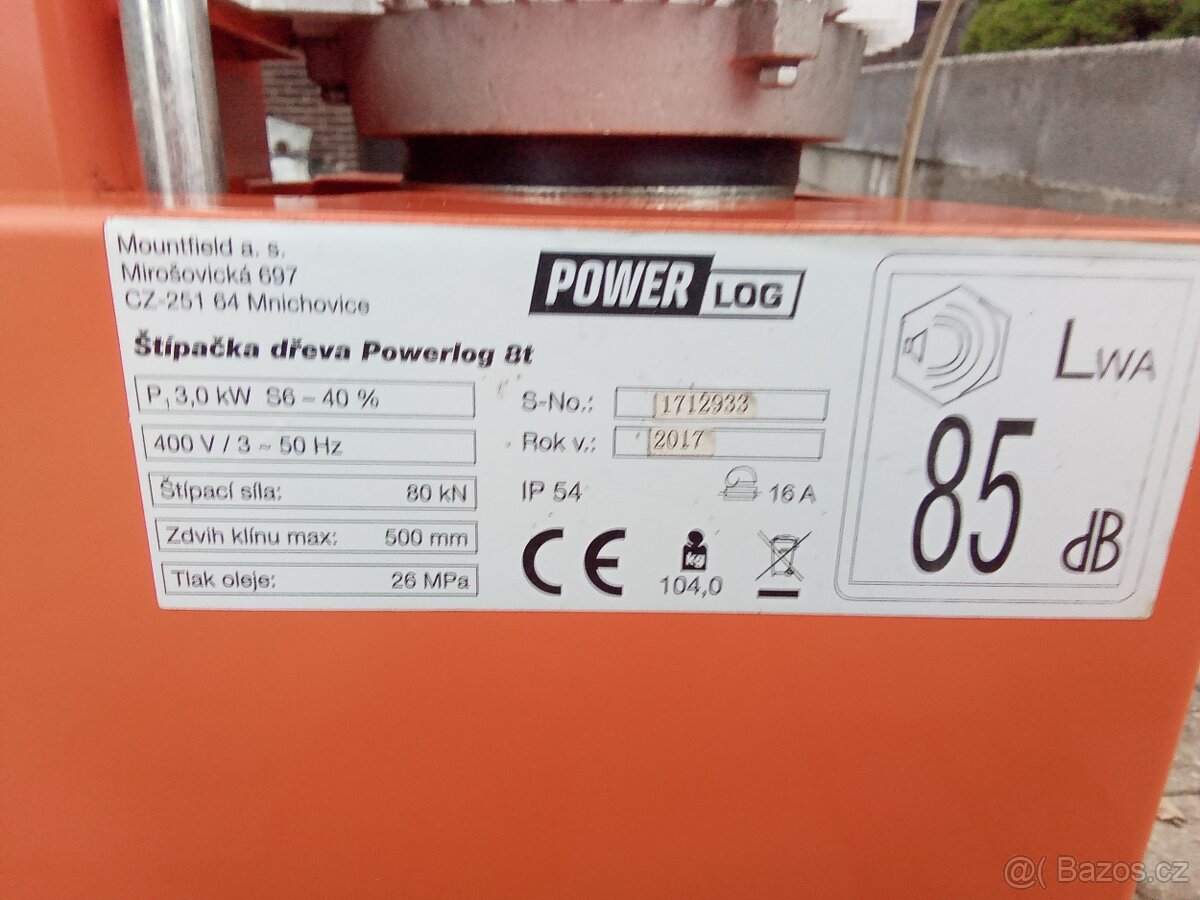 Mountfield a. s.
Mirošovická 697
CZ-251 64 Mnichovice
POWER LOG
Štípačka dřeva Powerlog 8t
P₁ 3,0 kW S6 – 40 %
400 V / 3 ~ 50 Hz
Štípací síla: 80 kN
Zdvih klínu max: 500 mm
Tlak oleje: 26 MPa
S-No.: 1712933
Rok v.: 2017
IP 54 16 A
CE
KG
104,0
LWA
85 dB
@( Bazos.cz